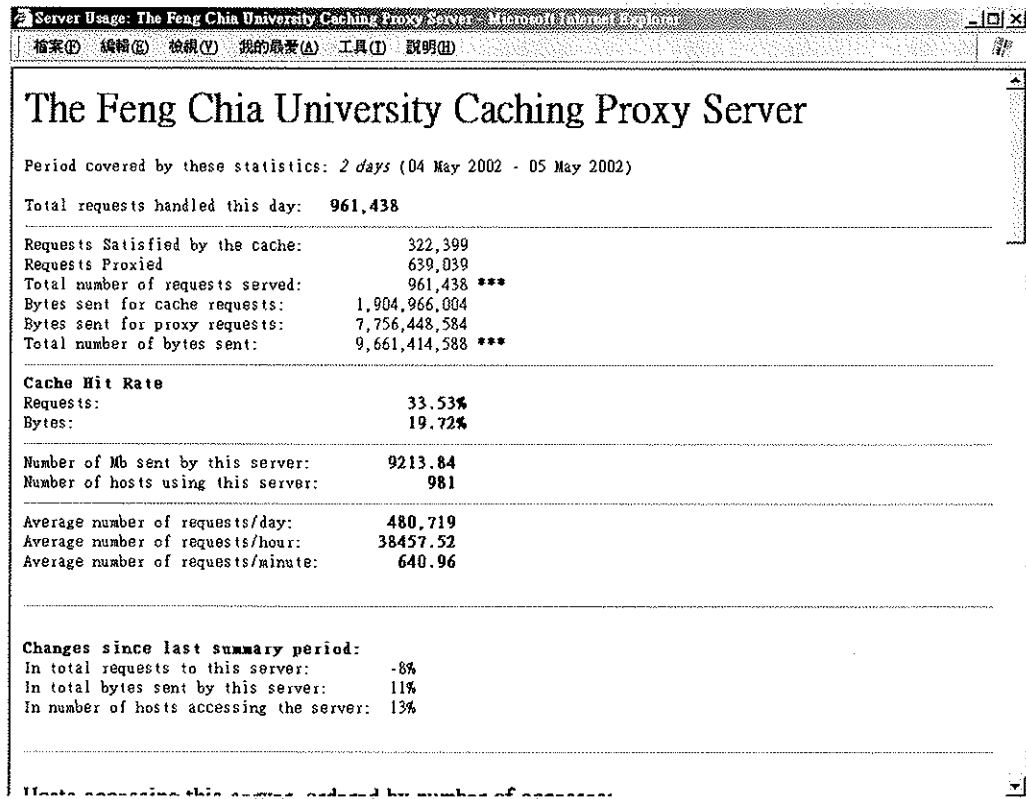 Server Usage: The Feng Chia University Caching Proxy Server - Microsoft Internet Explorer
檔案(F) 編輯(E) 檢視(V) 我的最愛(A) 工具(T) 說明(H)
The Feng Chia University Caching Proxy Server
Period covered by these statistics: 2 days (04 May 2002 - 05 May 2002)
Total requests handled this day: 961,438
Requests Satisfied by the cache: 322,399
Requests Proxied 639,039
Total number of requests served: 961,438 ***
Bytes sent for cache requests: 1,904,966,004
Bytes sent for proxy requests: 7,756,448,584
Total number of bytes sent: 9,661,414,588 ***
Cache Hit Rate
Requests: 33.53%
Bytes: 19.72%
Number of Mb sent by this server: 9213.84
Number of hosts using this server: 981
Average number of requests/day: 480,719
Average number of requests/hour: 38457.52
Average number of requests/minute: 640.96
Changes since last summary period:
In total requests to this server: -8%
In total bytes sent by this server: 11%
In number of hosts accessing the server: 13%
Hosts accessing this server, ordered by number of accesses: